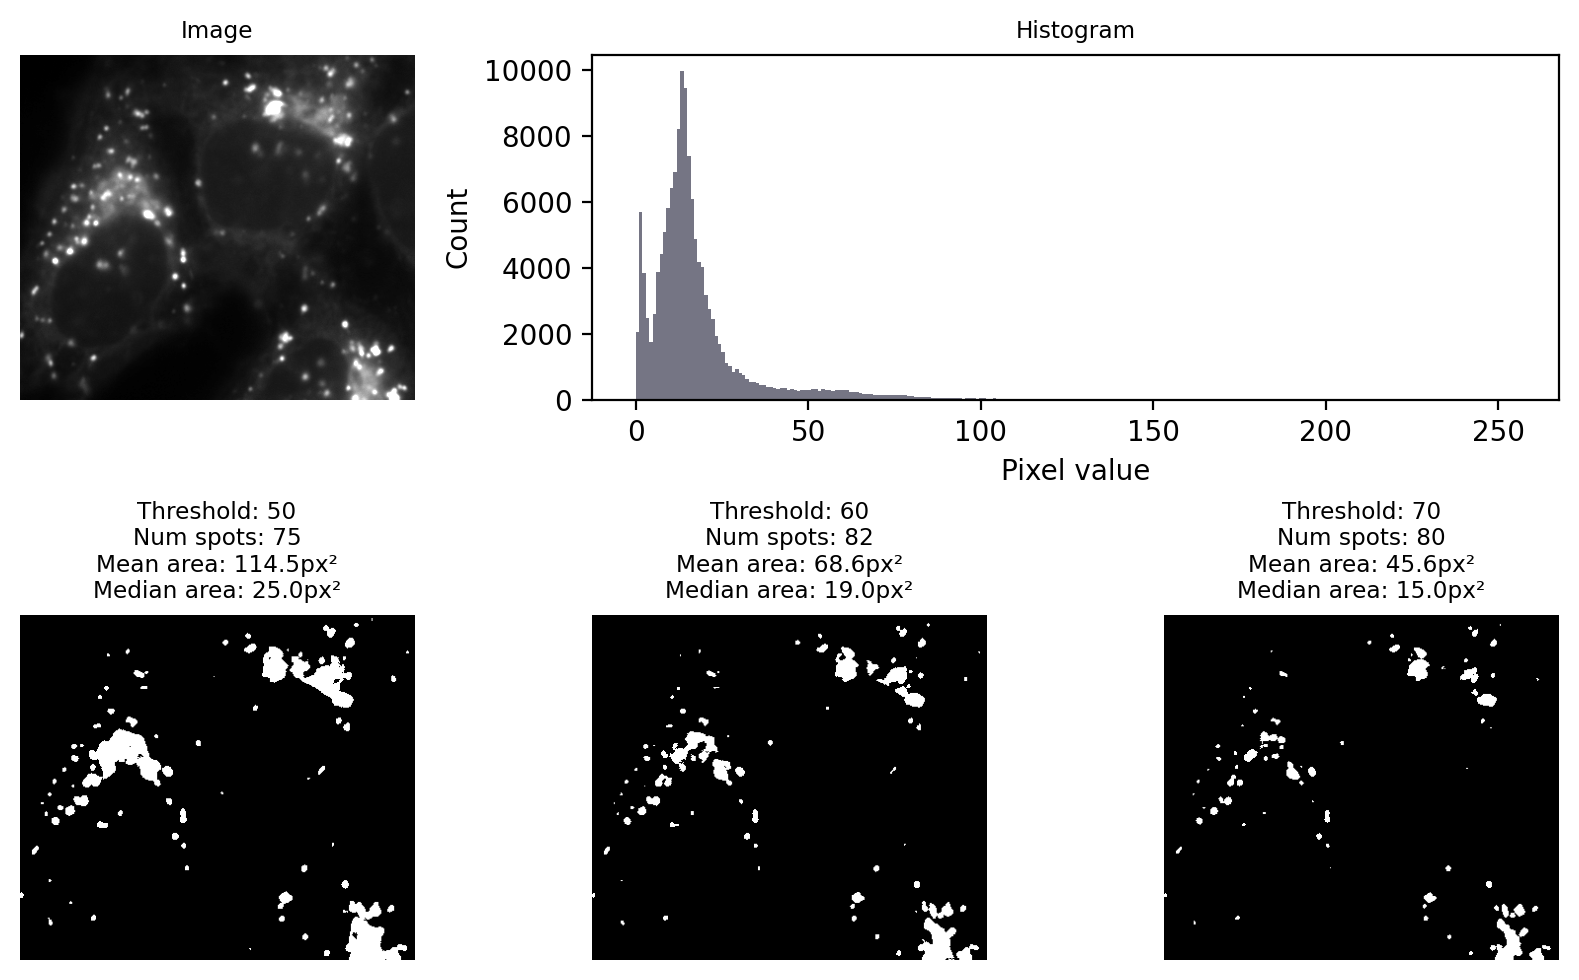 Image
Histogram
10000
8000
6000
4000
2000
0
Count
0 50 100 150 200 250
Pixel value
Threshold: 50
Num spots: 75
Mean area: 114.5px²
Median area: 25.0px²
Threshold: 60
Num spots: 82
Mean area: 68.6px²
Median area: 19.0px²
Threshold: 70
Num spots: 80
Mean area: 45.6px²
Median area: 15.0px²